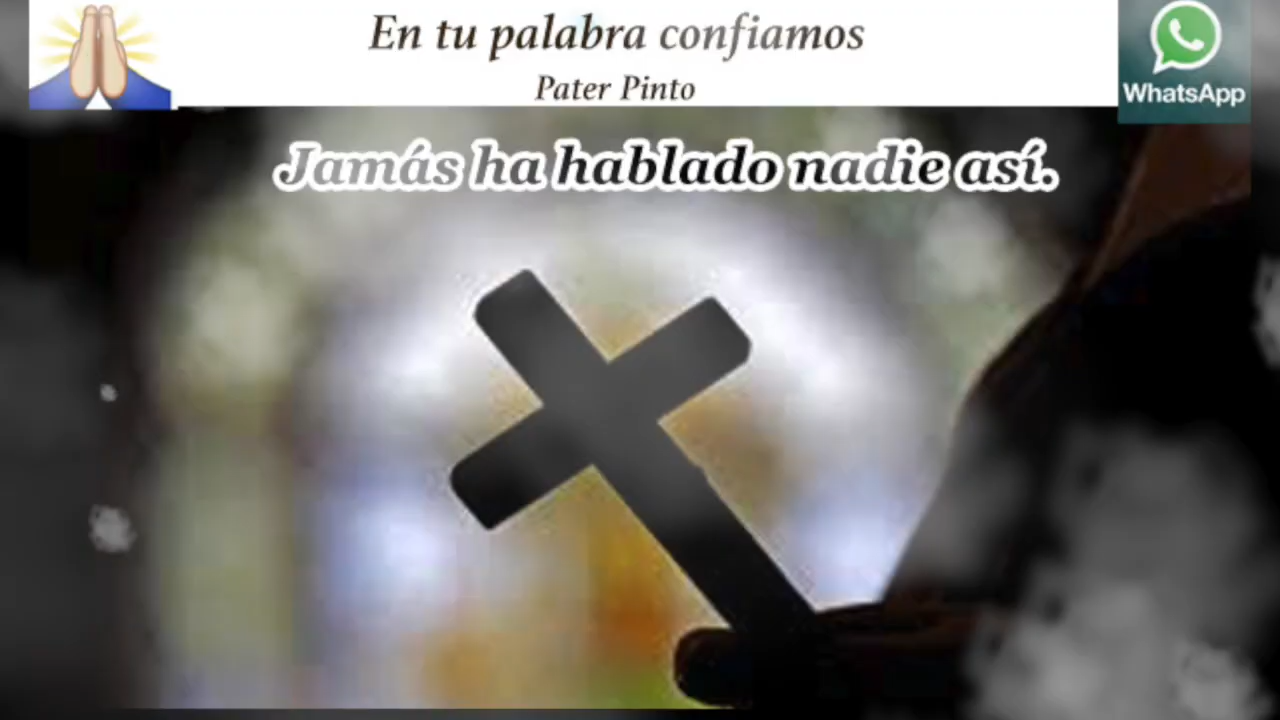 En tu palabra confiamos
Pater Pinto
WhatsApp
Jamás ha hablado nadie así.